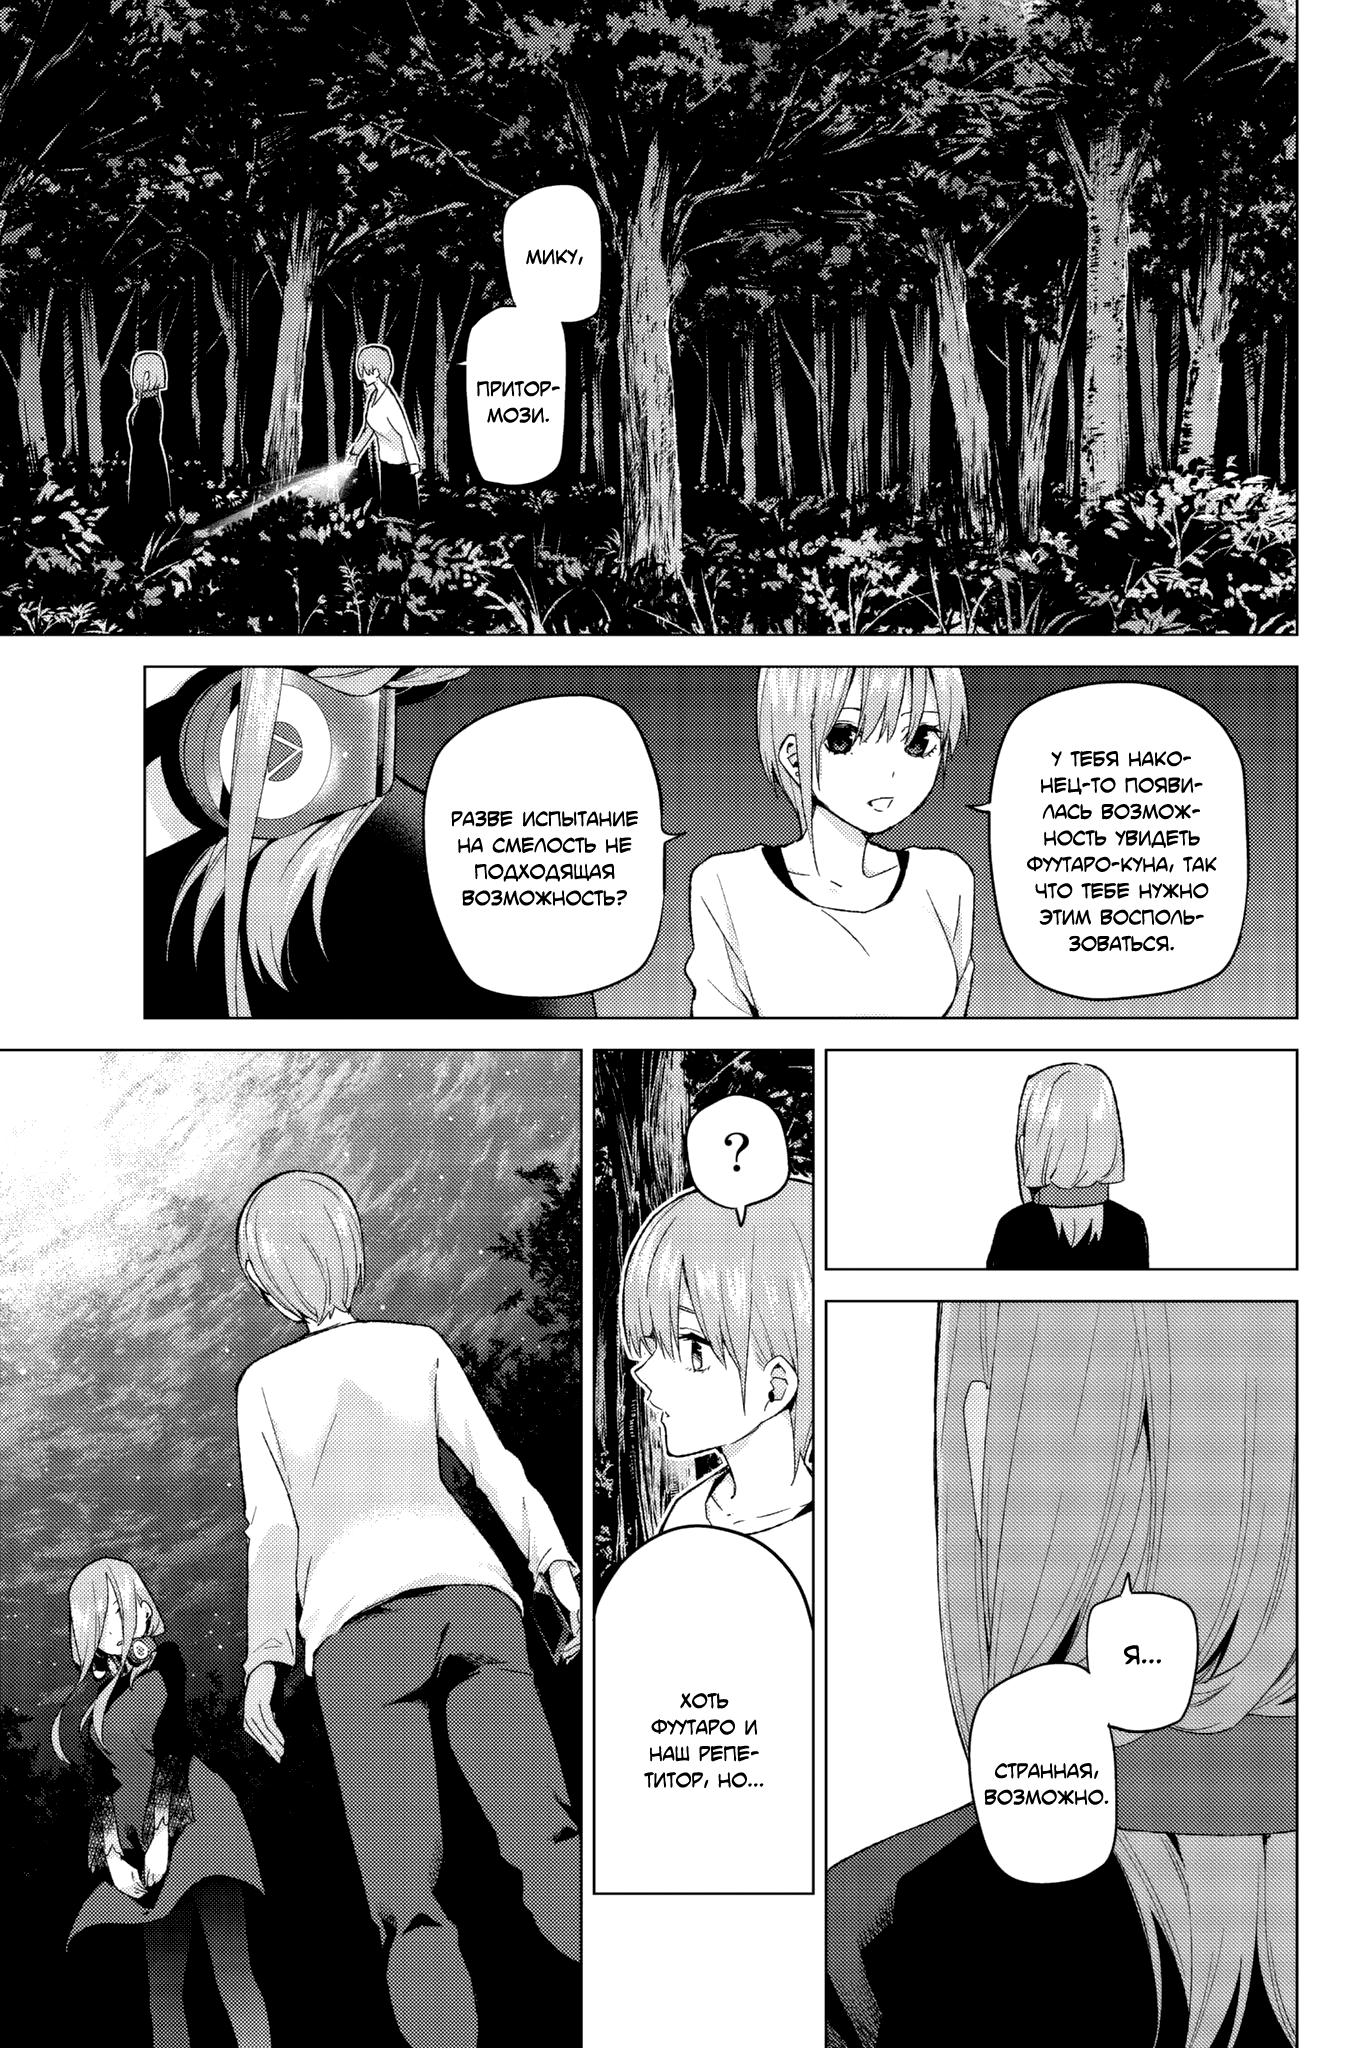 МИКУ,
ПРИТОР-
МОЗИ.
У ТЕБЯ НАКО-
НЕЦ-ТО ПОЯВИ-
ЛАСЬ ВОЗМОЖ-
НОСТЬ УВИДЕТЬ
ФУУТАРО-КУНА, ТАК
ЧТО ТЕБЕ НУЖНО
ЭТИМ ВОСПОЛЬ-
ЗОВАТЬСЯ.
РАЗВЕ ИСПЫТАНИЕ
НА СМЕЛОСТЬ НЕ
ПОДХОДЯЩАЯ
ВОЗМОЖНОСТЬ?
Я...
СТРАННАЯ,
ВОЗМОЖНО.
?
ХОТЬ
ФУУТАРО И
НАШ РЕПЕ-
ТИТОР, НО...